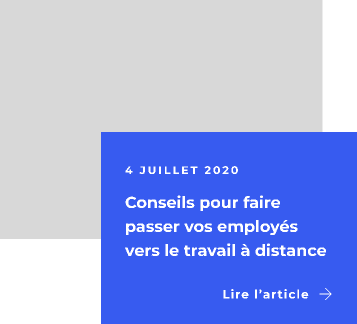 4 JUILLET 2020
Conseils pour faire
passer vos employés
vers le travail à distance
Lire l'article →